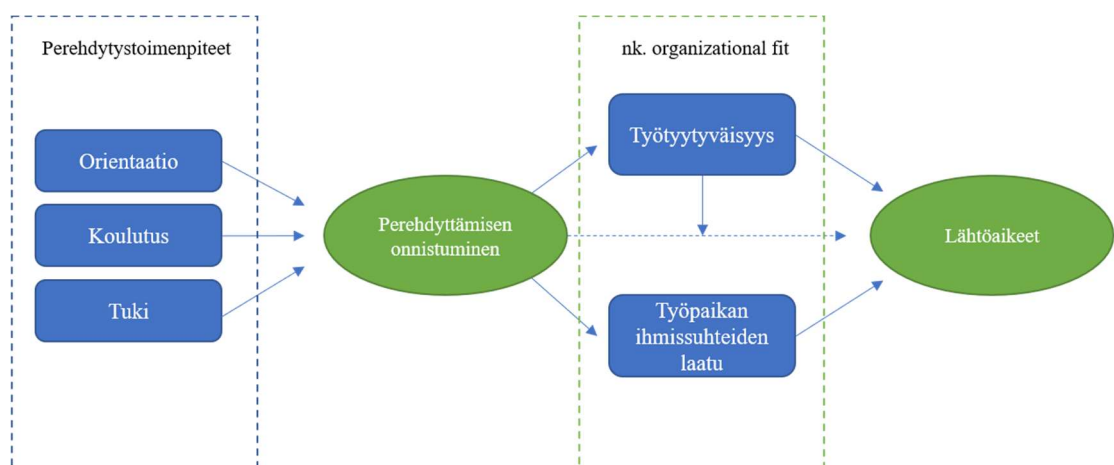 Perehdytystoimenpiteet
nk. organizational fit
Orientaatio
Koulutus
Tuki
Perehdyttämisen
onnistuminen
Työtyytyväisyys
Työpaikan
ihmissuhteiden
laatu
Lähtöaikeet